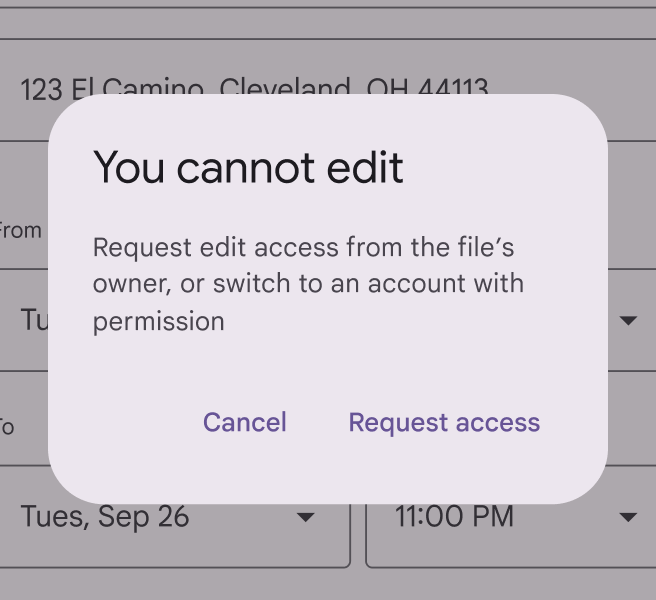 123 El Camino, Cleveland, OH 44113
You cannot edit
From
Request edit access from the file’s
owner, or switch to an account with
permission
Tu
Cancel
Request access
To
Tues, Sep 26
11:00 PM